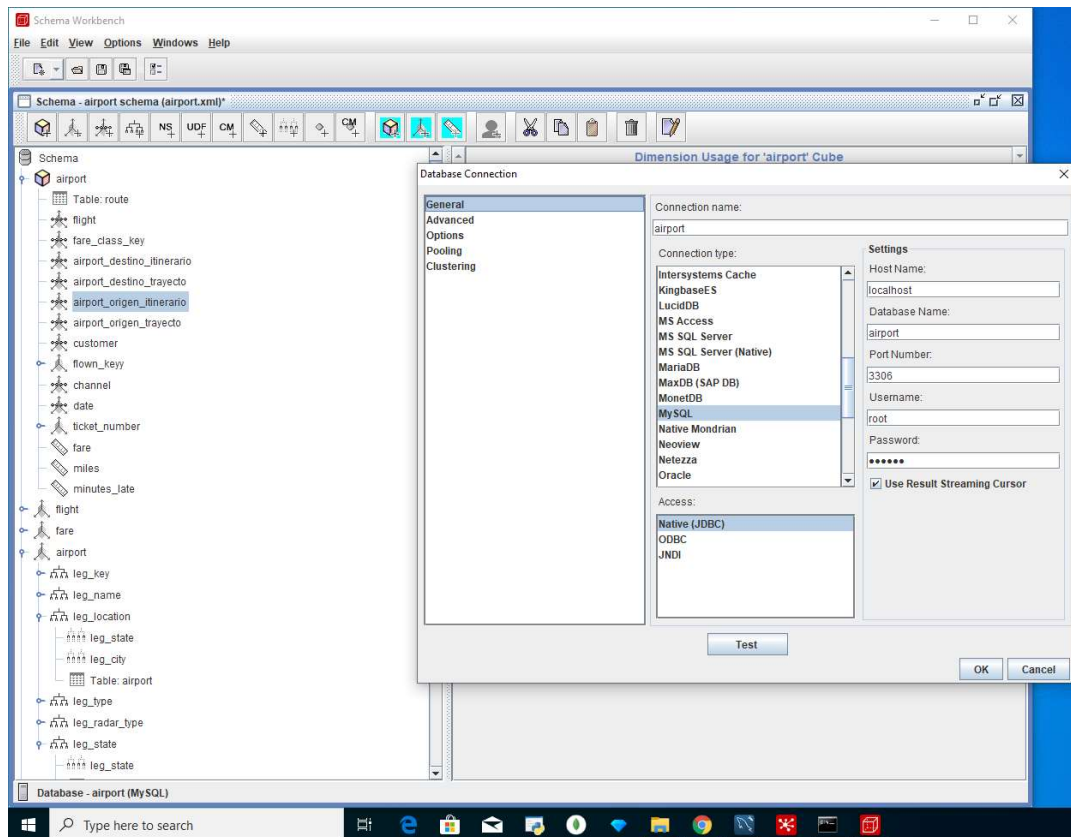 Schema Workbench
File Edit View Options Windows Help
Schema - airport schema (airport.xml)*
NS UDF CM CM
Schema
airport
Table: route
flight
fare_class_key
airport_destino_itinerario
airport_destino_trayecto
airport_origen_itinerario
airport_origen_trayecto
customer
flown_keyy
channel
date
ticket_number
fare
miles
minutes_late
flight
fare
airport
leg_key
leg_name
leg_location
leg_state
leg_city
Table: airport
leg_type
leg_radar_type
leg_state
leg_state
Dimension Usage for 'airport' Cube
Database Connection
General
Advanced
Options
Pooling
Clustering
Connection name:
airport
Connection type:
Intersystems Cache
KingbaseES
LucidDB
MS Access
MS SQL Server
MS SQL Server (Native)
MariaDB
MaxDB (SAP DB)
MonetDB
MySQL
Native Mondrian
Neoview
Netezza
Oracle
Access:
Native (JDBC)
ODBC
JNDI
Settings
Host Name:
localhost
Database Name:
airport
Port Number:
3306
Username:
root
Password:
••••••
Use Result Streaming Cursor
Test
OK Cancel
Database - airport (MySQL)
Type here to search